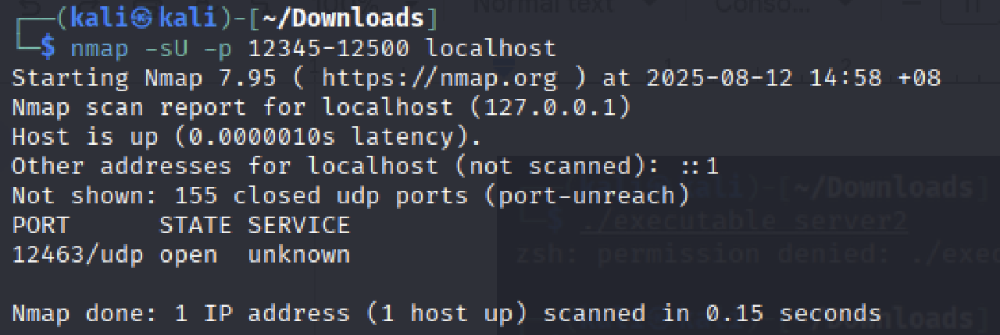 Normal text
Conso...
┌──(kali㉿kali)-[~/Downloads]
└─$ nmap -sU -p 12345-12500 localhost
Starting Nmap 7.95 ( https://nmap.org ) at 2025-08-12 14:58 +08
Nmap scan report for localhost (127.0.0.1)
Host is up (0.0000010s latency).
Other addresses for localhost (not scanned): ::1
Not shown: 155 closed udp ports (port-unreach)
PORT      STATE SERVICE
12463/udp open  unknown
Nmap done: 1 IP address (1 host up) scanned in 0.15 seconds
kali)-[~/Downloads]
$ ./executable server2
zsh: permission denied: ./exec
wnloads]